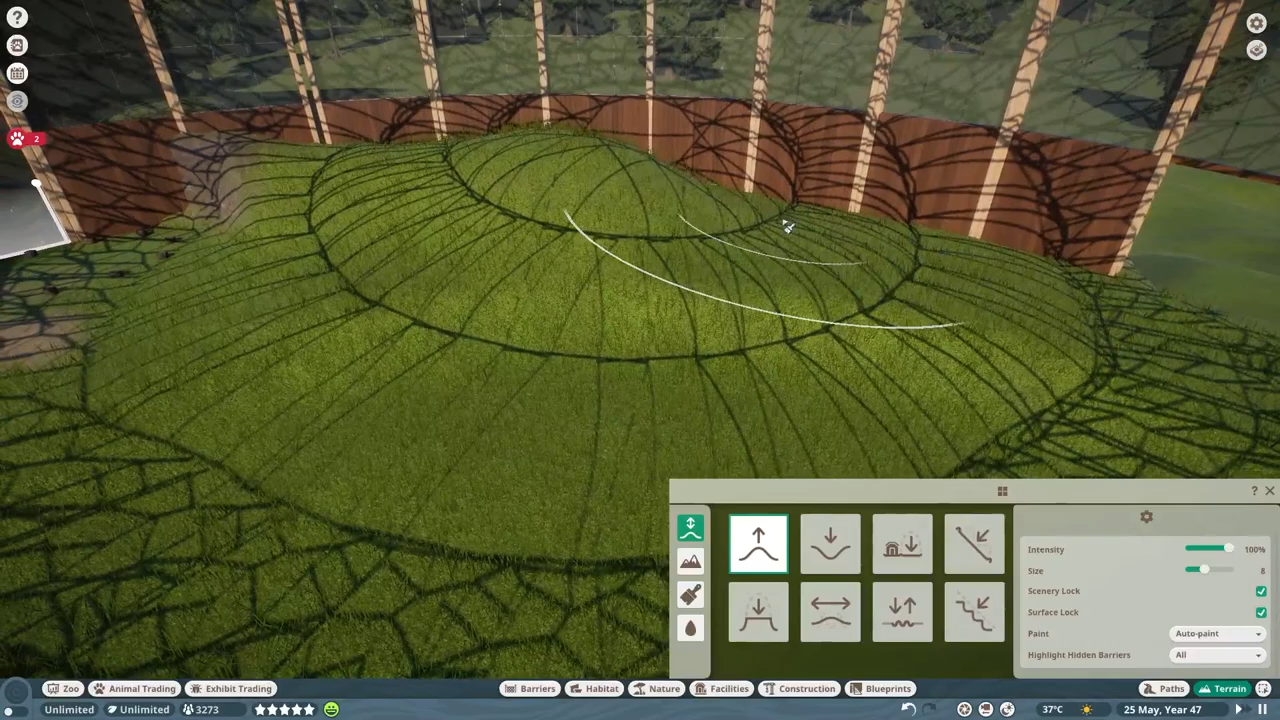 ?
2
? 
Intensity 100%
Size 8
Scenery Lock
Surface Lock
Paint Auto-paint
Highlight Hidden Barriers All
Zoo Animal Trading Exhibit Trading Barriers Habitat Nature Facilities Construction Blueprints Paths Terrain
Unlimited Unlimited 3273 37°C 25 May, Year 47